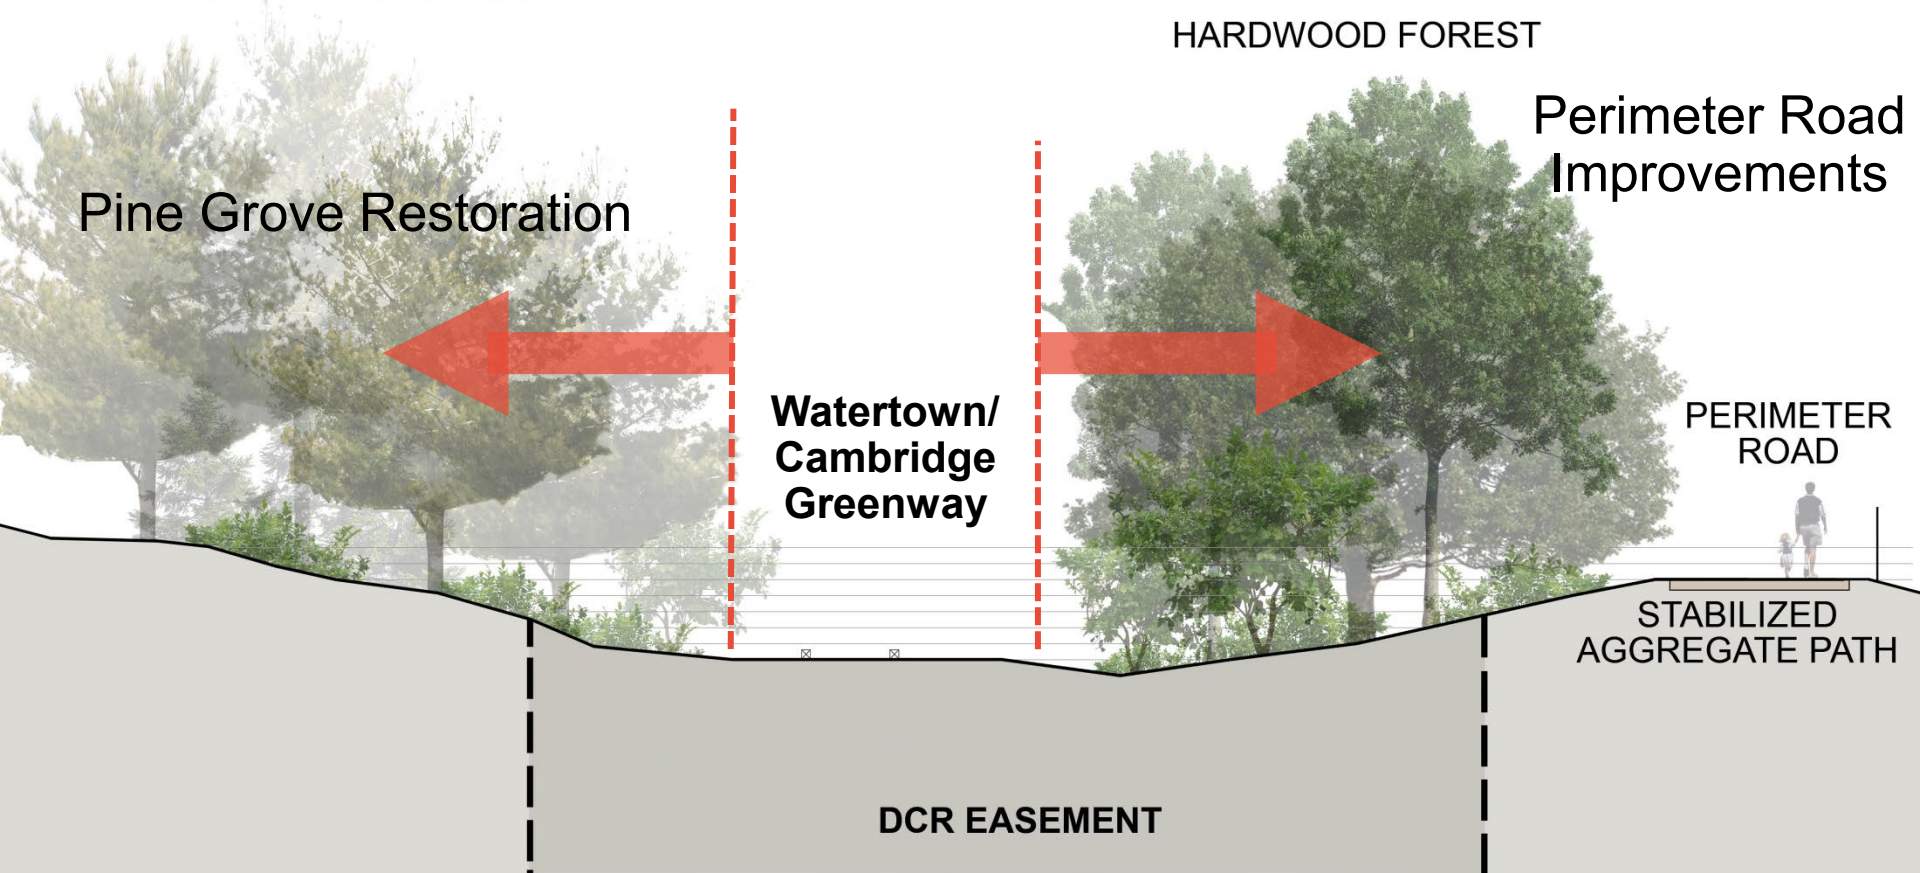 HARDWOOD FOREST
Perimeter Road
Improvements
Pine Grove Restoration
Watertown/
Cambridge
Greenway
PERIMETER
ROAD
STABILIZED
AGGREGATE PATH
DCR EASEMENT